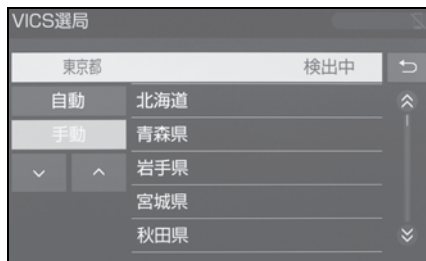 VICS選局
東京都 検出中
自動 北海道
手動 青森県
岩手県
宮城県
秋田県